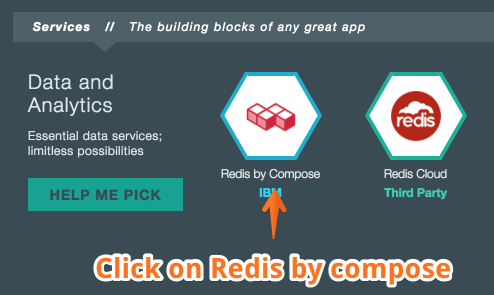 Services // The building blocks of any great app
Data and
Analytics
Essential data services;
limitless possibilities
HELP ME PICK
redis
Redis by Compose
IBM
Redis Cloud
Third Party
Click on Redis by compose